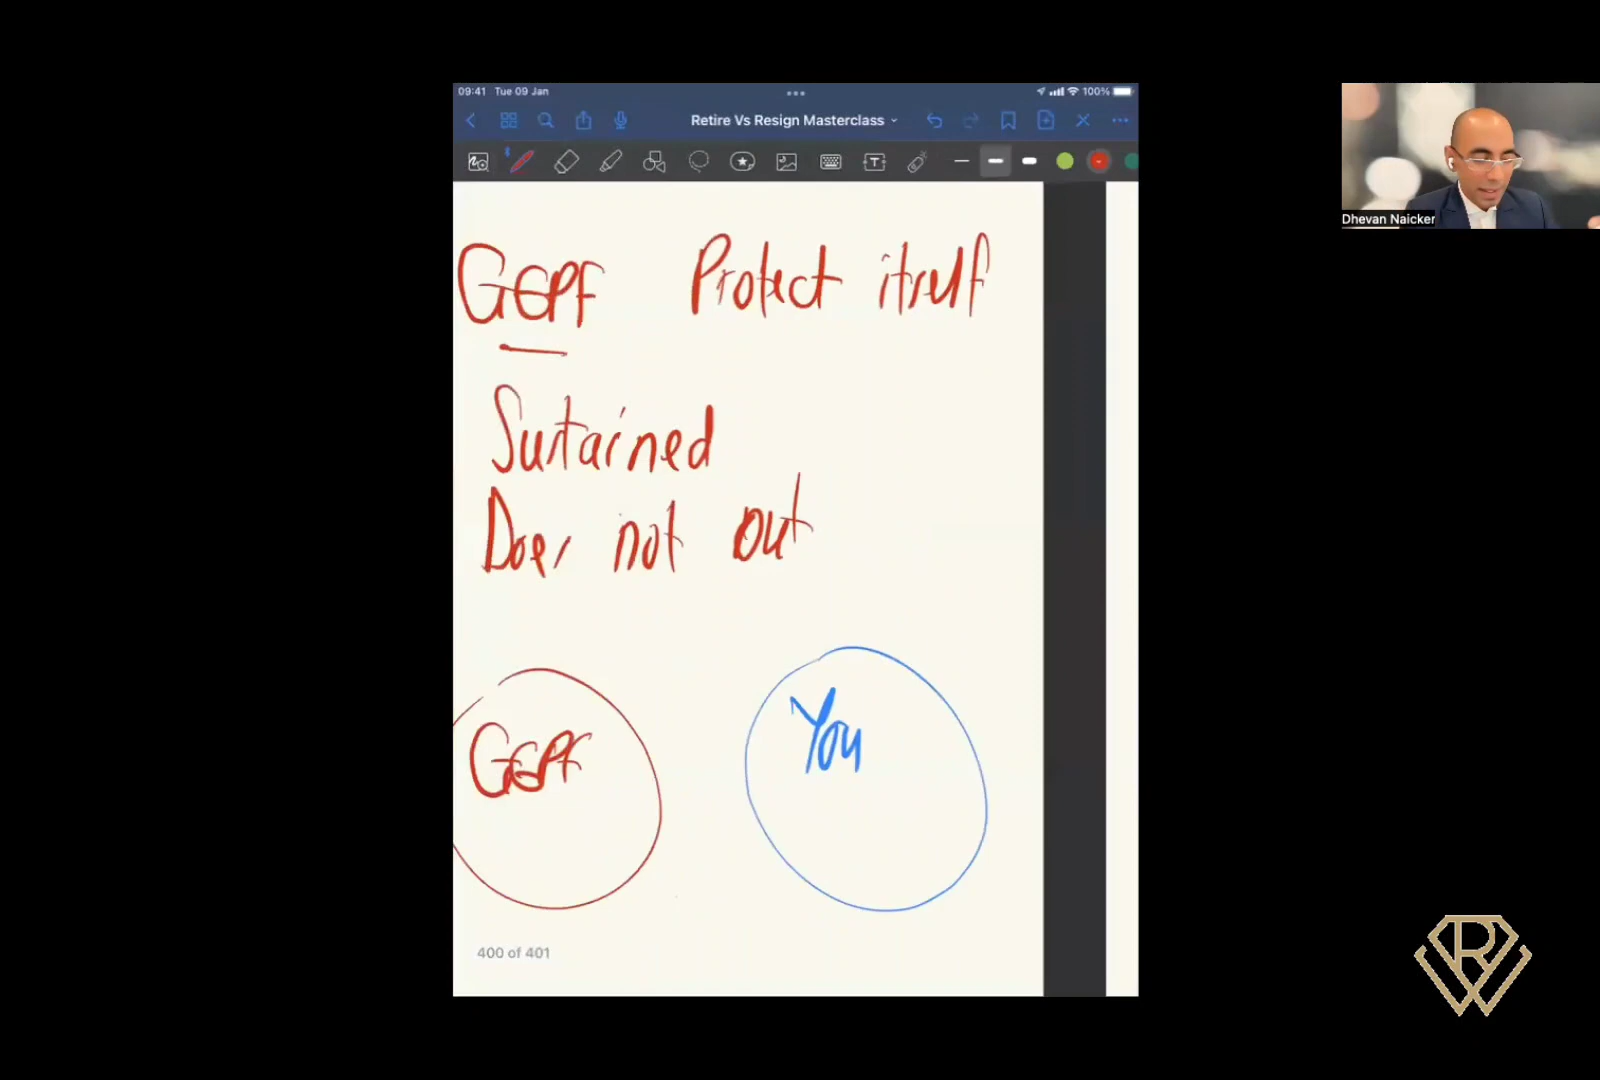 09:41 Tue 09 Jan
100%
Retire Vs Resign Masterclass
Dhevan Naicker
GEPF Protect itself
Sustained
Does not out
GEPF You
400 of 401